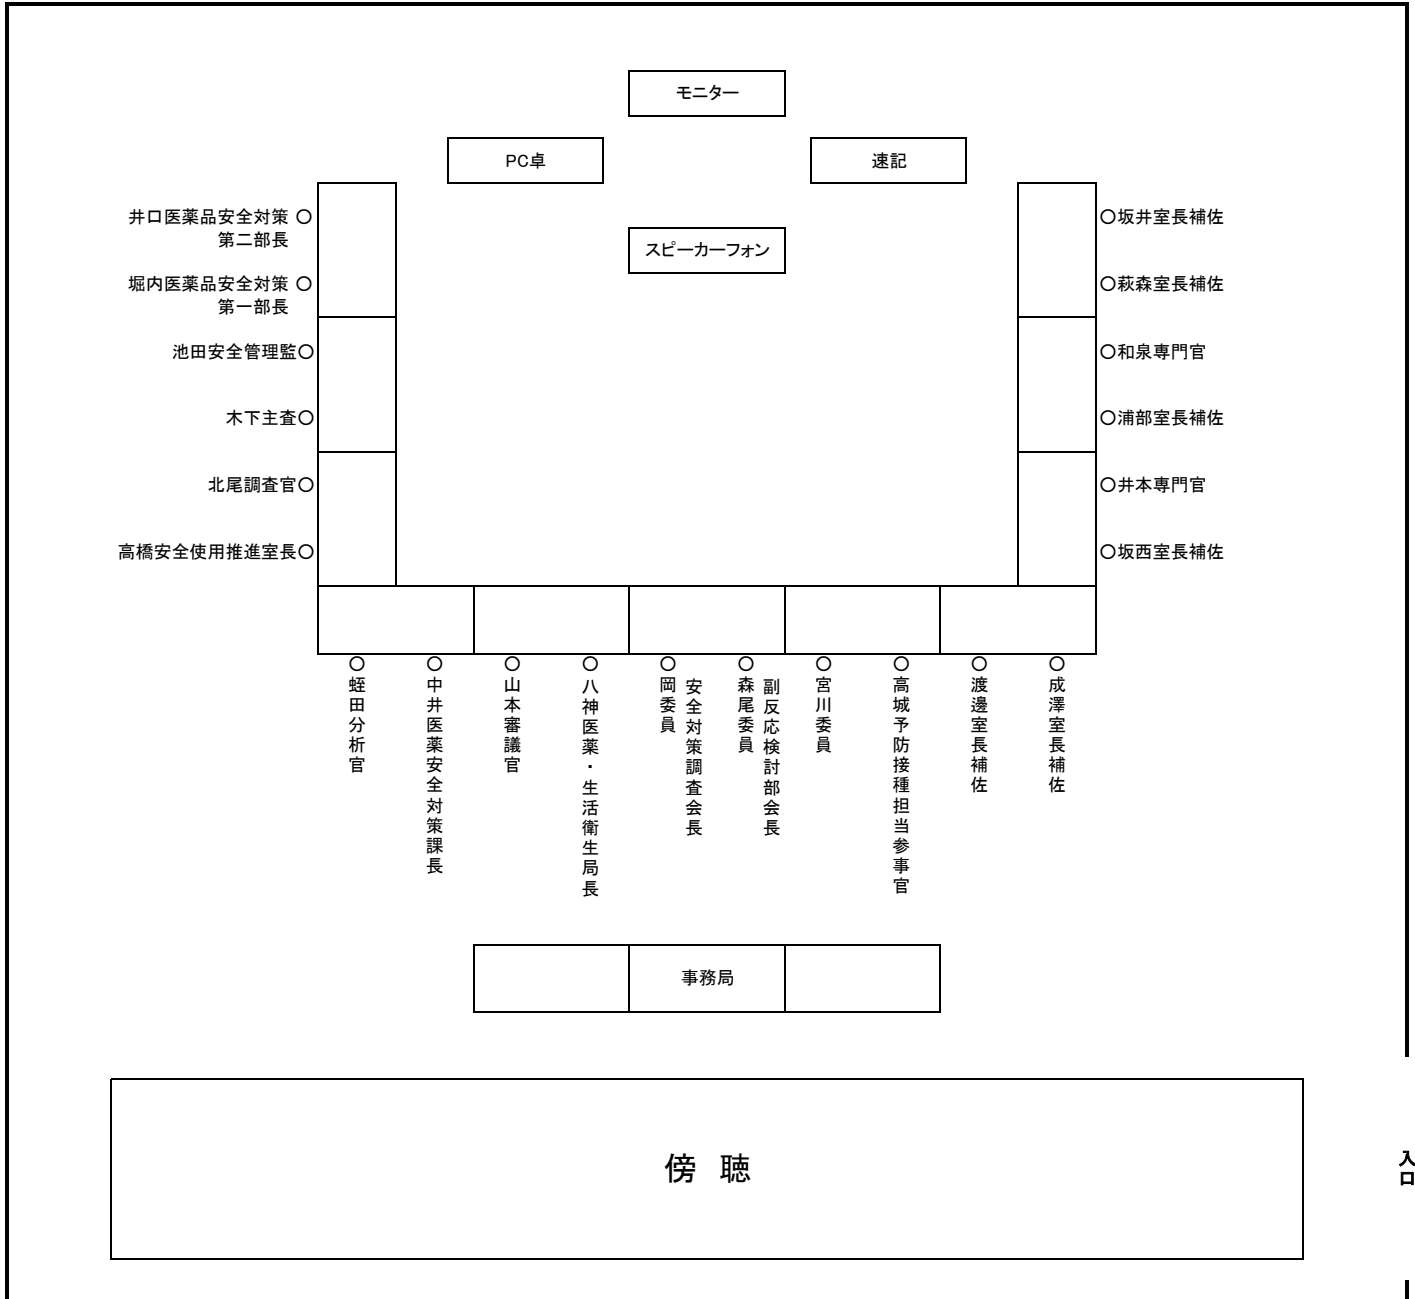 モニター
PC卓
速記
スピーカーフォン
井口医薬品安全対策 ○
第二部長
堀内医薬品安全対策 ○
第一部長
池田安全管理監○
木下主査○
北尾調査官○
高橋安全使用推進室長○
○坂井室長補佐
○萩森室長補佐
○和泉専門官
○浦部室長補佐
○井本専門官
○坂西室長補佐
○蛭田分析官
○中井医薬安全対策課長
○山本審議官
○八神医薬・生活衛生局長
○岡委員
安全対策調査会長
○森尾委員
副反応検討部会長
○宮川委員
○高城予防接種担当参事官
○渡邊室長補佐
○成澤室長補佐
事務局
傍 聴
入口